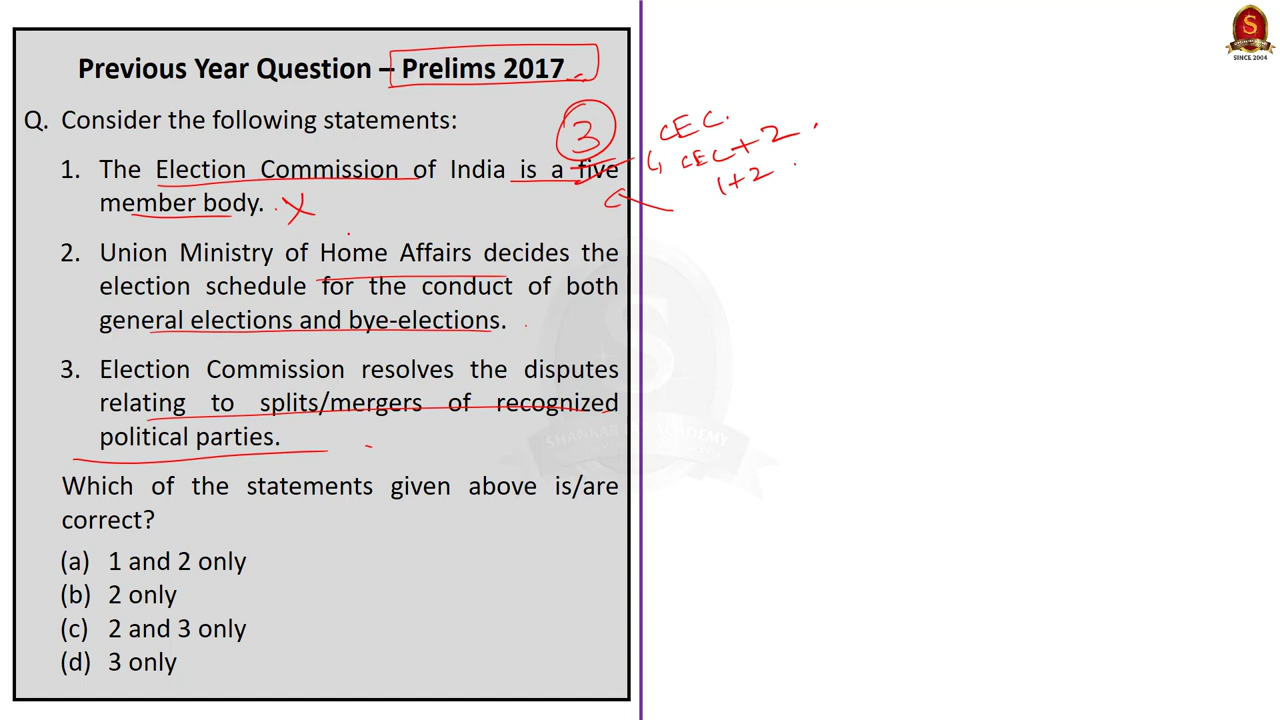 Previous Year Question – Prelims 2017
Q. Consider the following statements:
1. The Election Commission of India is a five
member body.
2. Union Ministry of Home Affairs decides the
election schedule for the conduct of both
general elections and bye-elections.
3. Election Commission resolves the disputes
relating to splits/mergers of recognized
political parties.
Which of the statements given above is/are
correct?
(a) 1 and 2 only
(b) 2 only
(c) 2 and 3 only
(d) 3 only
3
X
CEC.
CEC+2
1+2
S
SINCE 2004
S
SHANKAR IAS ACADEMY